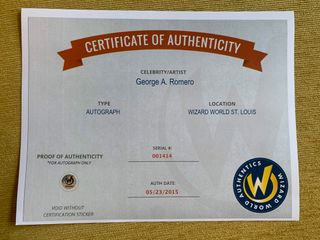 CERTIFICATE OF AUTHENTICITY
CELEBRITY/ARTIST
George A. Romero
TYPE
LOCATION
AUTOGRAPH
WIZARD WORLD ST. LOUIS
SERIAL #:
001414
PROOF OF AUTHENTICITY
*FOR AUTOGRAPH ONLY
AUTH DATE:
05/23/2015
VOID WITHOUT
CERTIFICATION STICKER
WIZARD WORLD AUTHENTICS
W